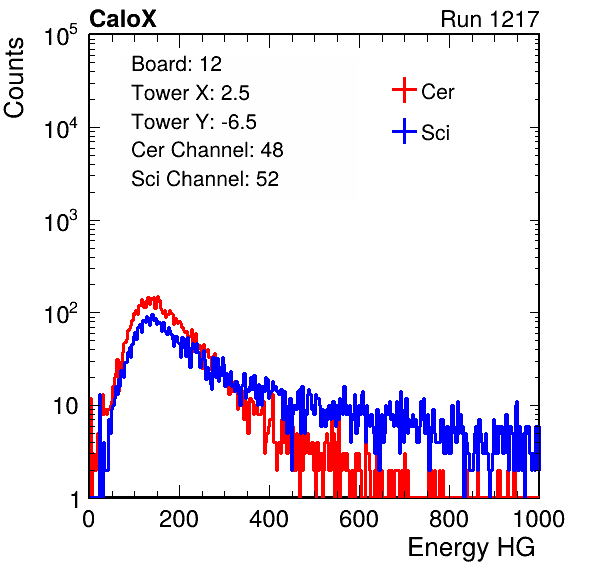 CaloX Run 1217
Counts
10^5
10^4
10^3
10^2
10
1
Board: 12
Tower X: 2.5
Tower Y: -6.5
Cer Channel: 48
Sci Channel: 52
Cer
Sci
0 200 400 600 800 1000
Energy HG